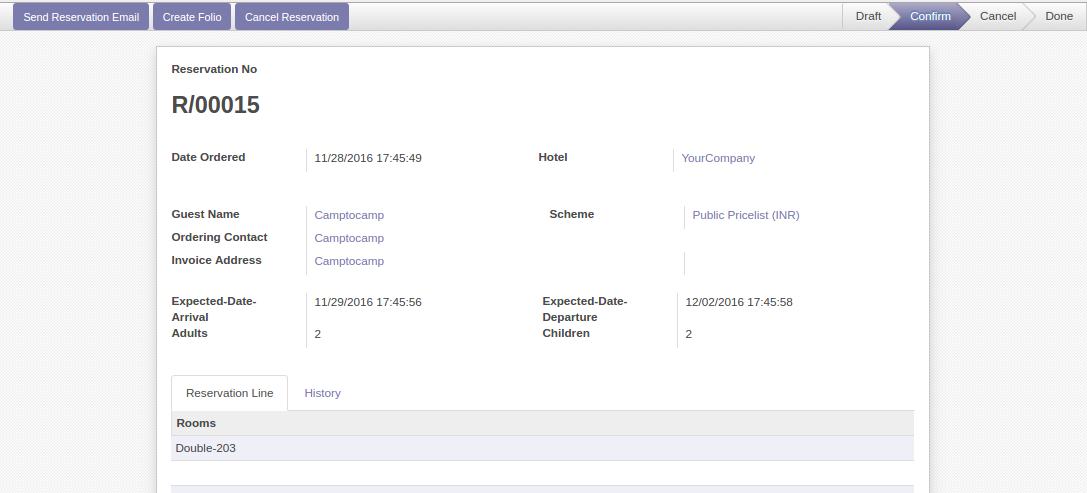 Send Reservation Email Create Folio Cancel Reservation Draft Confirm Cancel Done
Reservation No
R/00015
Date Ordered 11/28/2016 17:45:49 Hotel YourCompany
Guest Name Camptocamp Scheme Public Pricelist (INR)
Ordering Contact Camptocamp
Invoice Address Camptocamp
Expected-Date- 11/29/2016 17:45:56 Expected-Date- 12/02/2016 17:45:58
Arrival Departure
Adults 2 Children 2
Reservation Line History
Rooms
Double-203